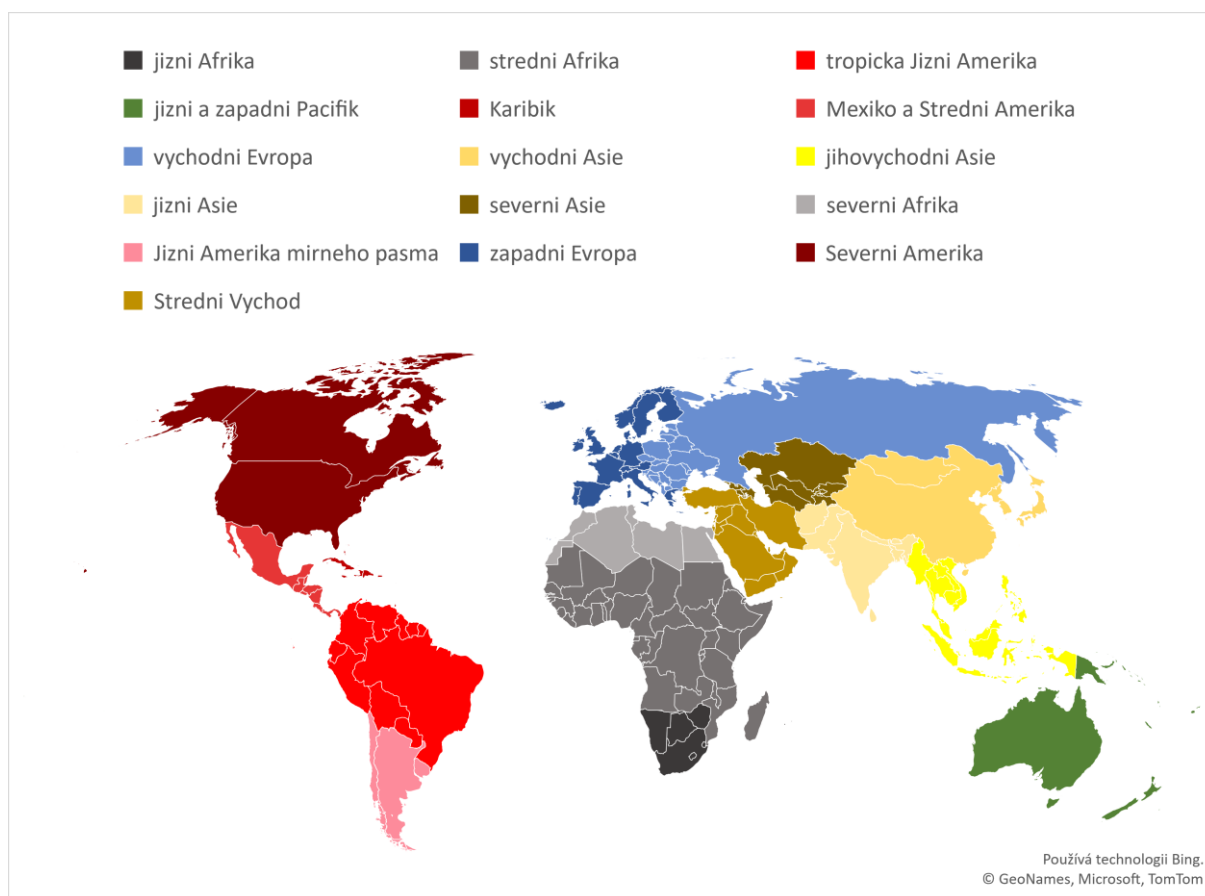 jizni Afrika
stredni Afrika
tropicka Jizni Amerika
jizni a zapadni Pacifik
Karibik
Mexiko a Stredni Amerika
vychodni Evropa
vychodni Asie
jihovychodni Asie
jizni Asie
severni Asie
severni Afrika
Jizni Amerika mirneho pasma
zapadni Evropa
Severni Amerika
Stredni Vychod
Používá technologii Bing.
© GeoNames, Microsoft, TomTom